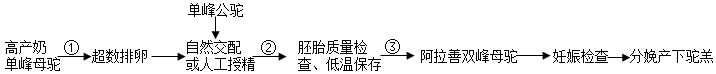 单峰公驼
高产奶
单峰母驼
①
超数排卵
自然交配
或人工授精
②
胚胎质量检
查、低温保存
③
阿拉善双峰母驼
妊娠检查
分娩产下驼羔